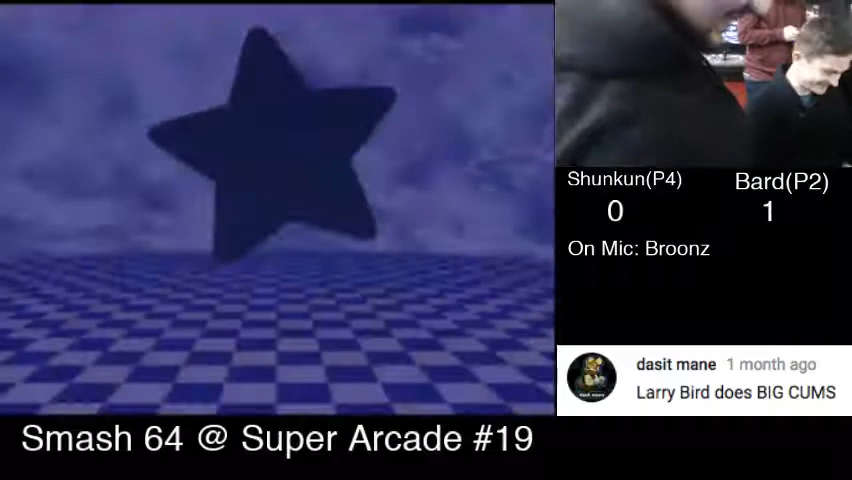 Shunkun(P4) Bard(P2)
0 1
On Mic: Broonz
dasit mane 1 month ago
Larry Bird does BIG CUMS
Smash 64 @ Super Arcade #19